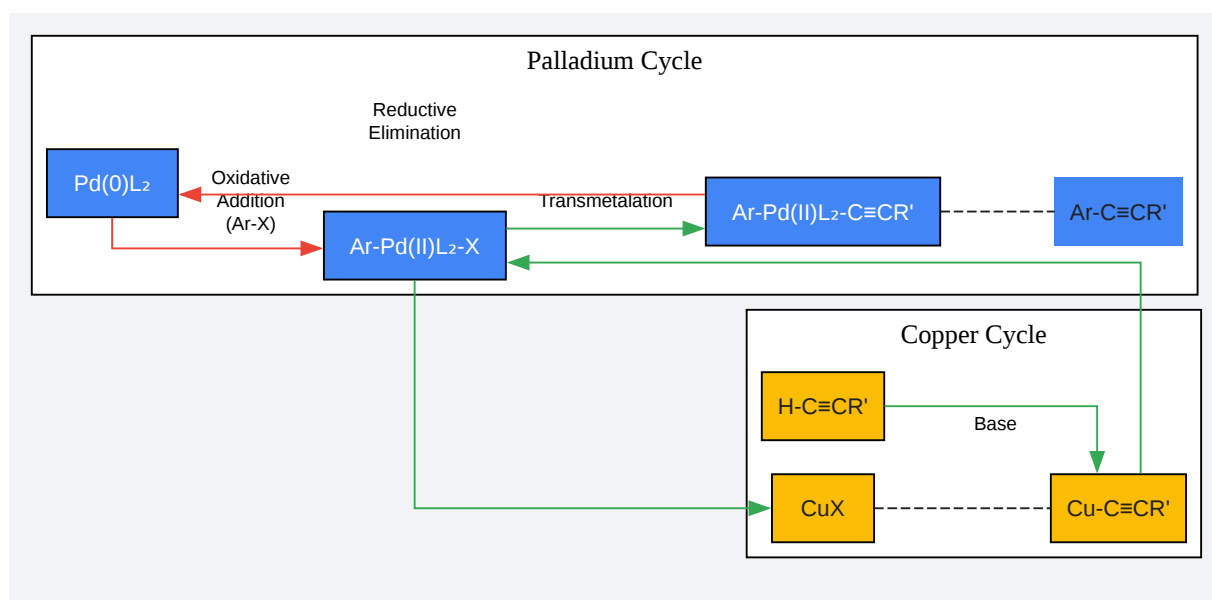 Palladium Cycle
Reductive
Elimination
Pd(0)L₂
Oxidative
Addition
(Ar-X)
Transmetalation
Ar-Pd(II)L₂-C≡CR'
Ar-C≡CR'
Ar-Pd(II)L₂-X
Copper Cycle
H-C≡CR'
Base
CuX
Cu-C≡CR'